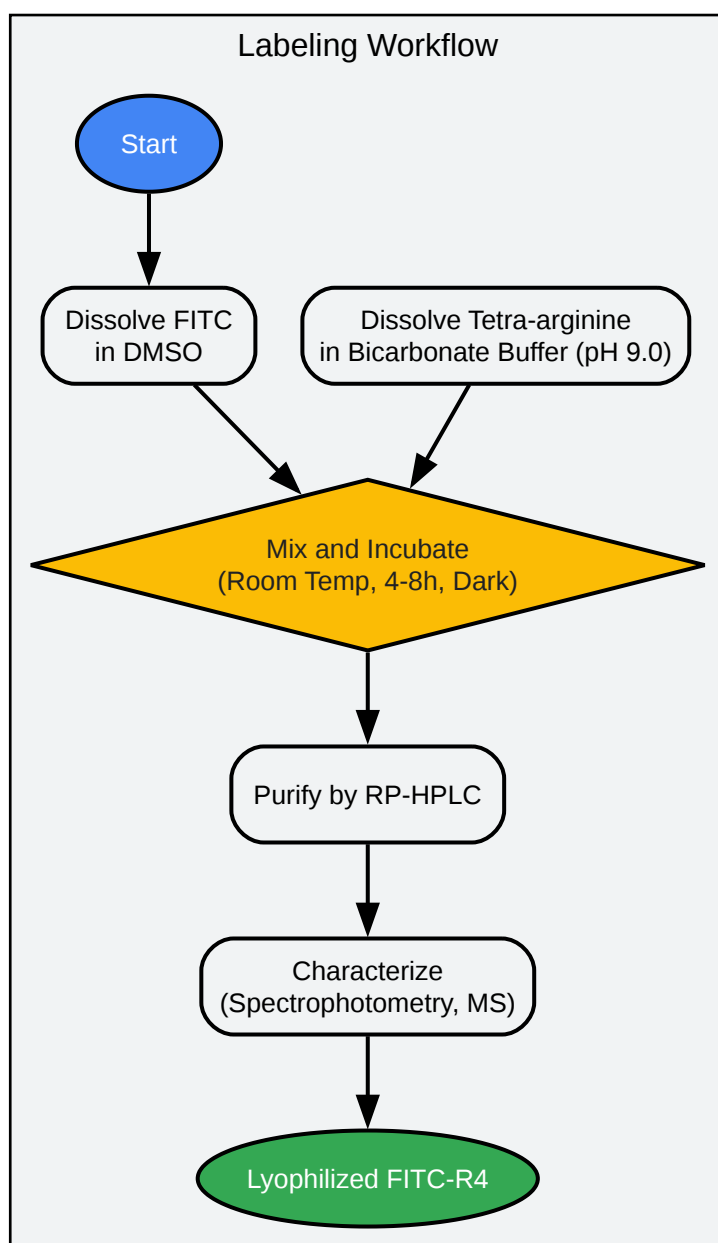 Labeling Workflow
Start
Dissolve FITC
in DMSO
Dissolve Tetra-arginine
in Bicarbonate Buffer (pH 9.0)
Mix and Incubate
(Room Temp, 4-8h, Dark)
Purify by RP-HPLC
Characterize
(Spectrophotometry, MS)
Lyophilized FITC-R4